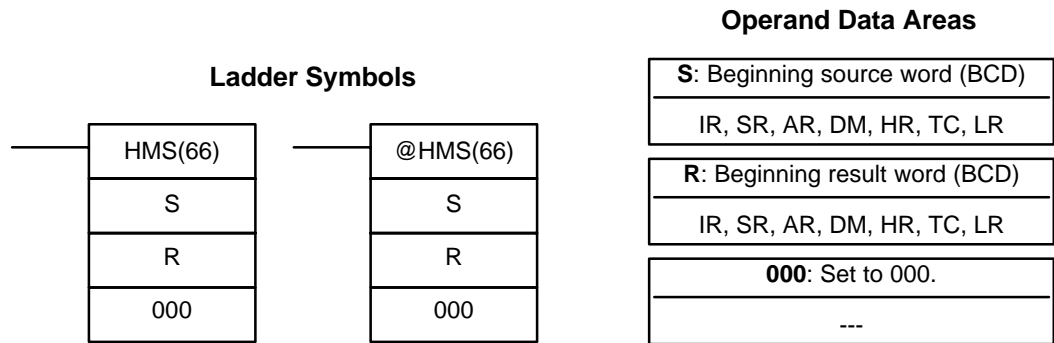 Ladder Symbols
HMS(66)
S
R
000
@HMS(66)
S
R
000
Operand Data Areas
S: Beginning source word (BCD)
IR, SR, AR, DM, HR, TC, LR
R: Beginning result word (BCD)
IR, SR, AR, DM, HR, TC, LR
000: Set to 000.
---